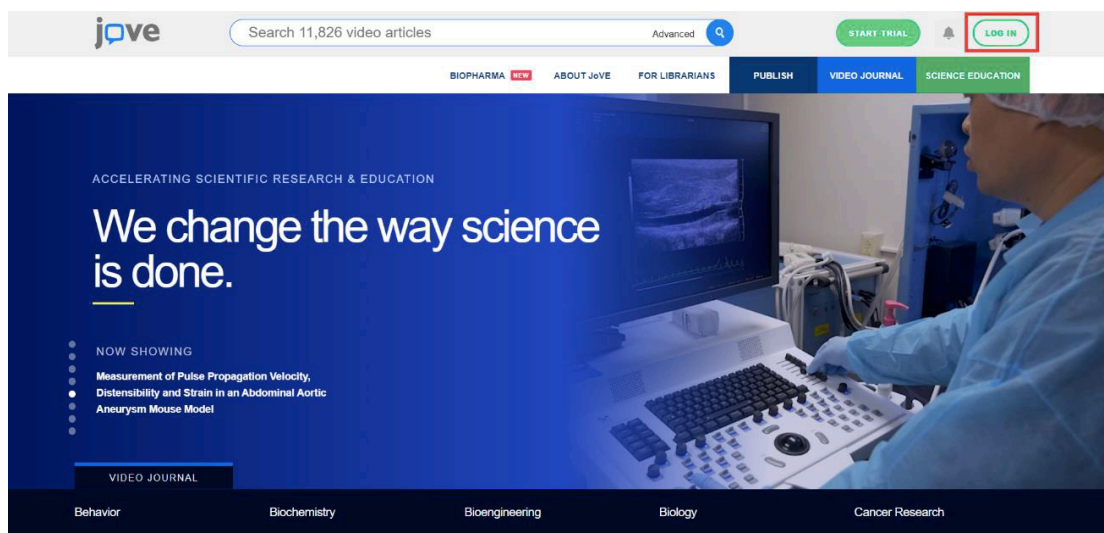 jove
Search 11,826 video articles
Advanced
START TRIAL
LOG IN
BIOPHARMA NEW ABOUT JoVE FOR LIBRARIANS PUBLISH VIDEO JOURNAL SCIENCE EDUCATION
ACCELERATING SCIENTIFIC RESEARCH & EDUCATION
We change the way science
is done.
NOW SHOWING
Measurement of Pulse Propagation Velocity,
Distensibility and Strain in an Abdominal Aortic
Aneurysm Mouse Model
VIDEO JOURNAL
Behavior Biochemistry Bioengineering Biology Cancer Research